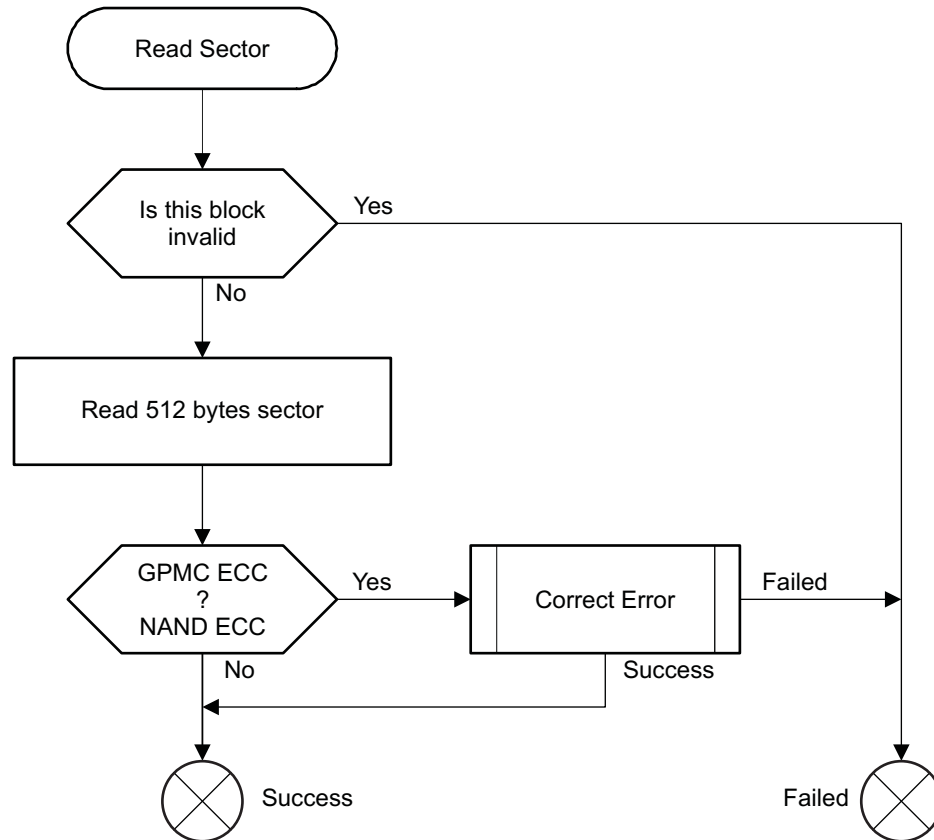 Read Sector
Is this block
invalid
Yes
No
Read 512 bytes sector
GPMC ECC
?
NAND ECC
Yes
Correct Error
Failed
No
Success
Success
Failed